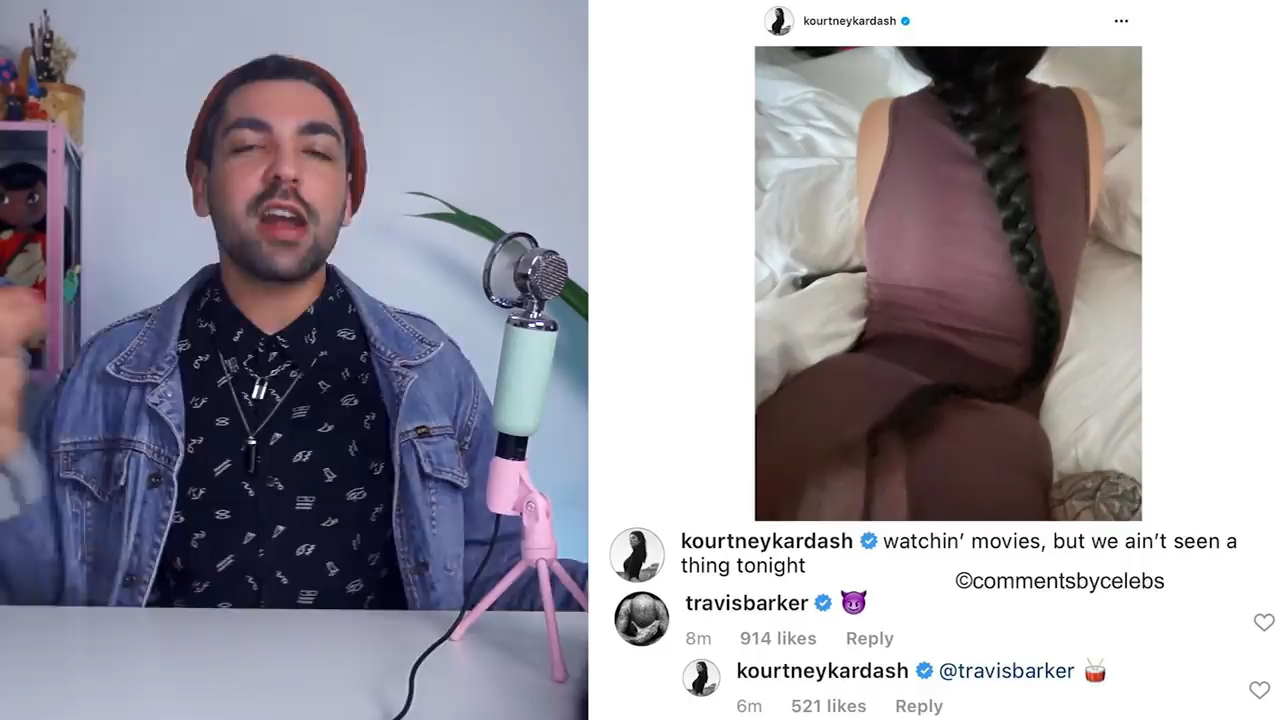 kourtneykardash
kourtneykardash watchin’ movies, but we ain’t seen a
thing tonight
©commentsbycelebs
travisbarker 😈
8m 914 likes Reply
kourtneykardash @travisbarker 🥁
6m 521 likes Reply